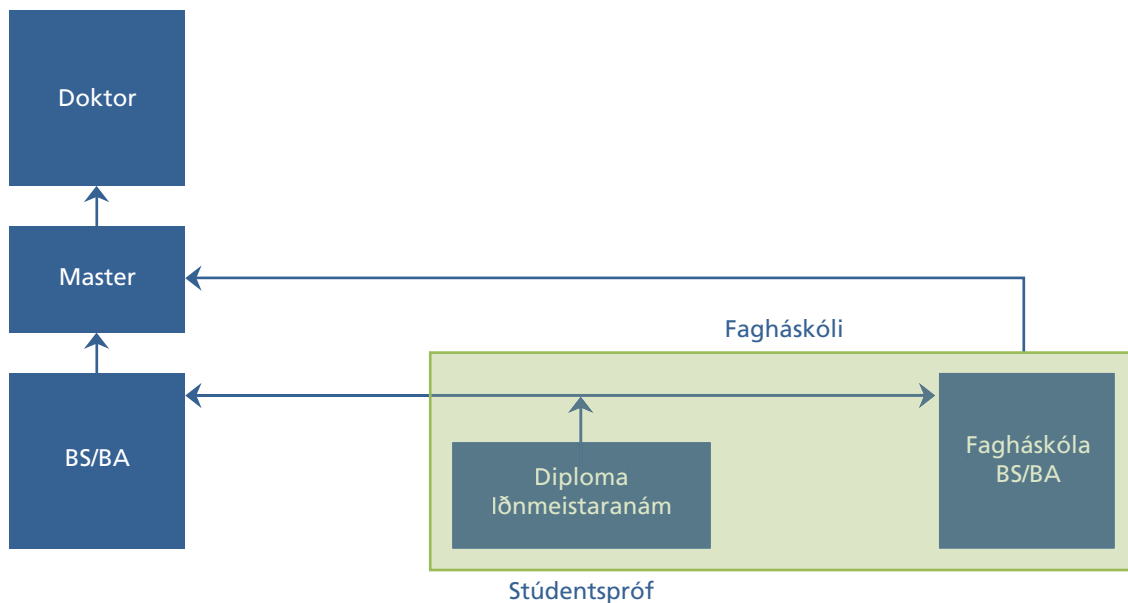 Doktor
Master
Fagháskóli
BS/BA
Diploma
Iðnmeistaranám
Fagháskóla
BS/BA
Stúdentspróf